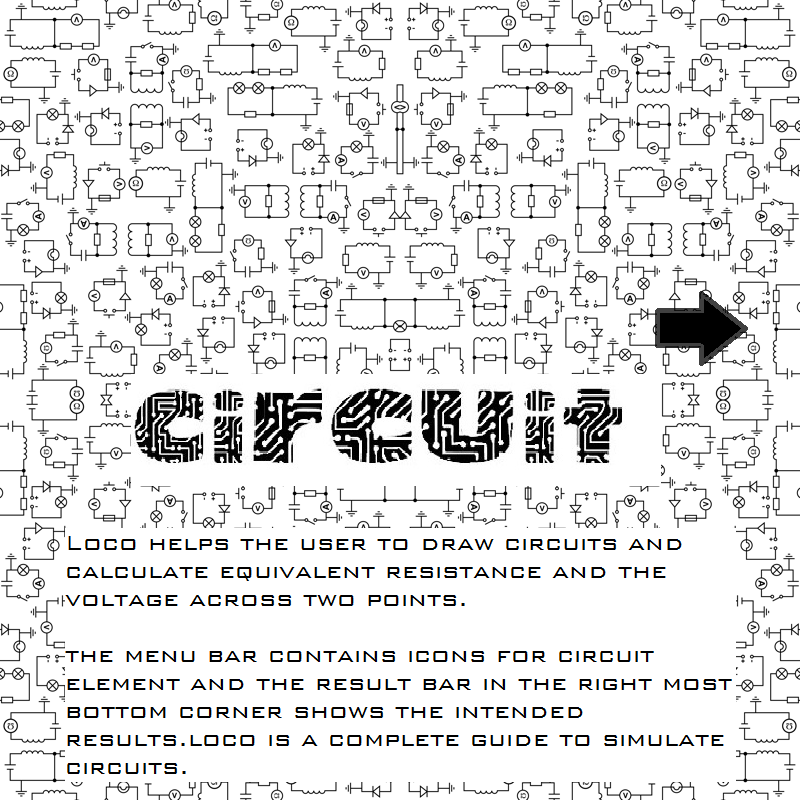 circuit
LOCO HELPS THE USER TO DRAW CIRCUITS AND
CALCULATE EQUIVALENT RESISTANCE AND THE
VOLTAGE ACROSS TWO POINTS.
THE MENU BAR CONTAINS ICONS FOR CIRCUIT
ELEMENT AND THE RESULT BAR IN THE RIGHT MOST
BOTTOM CORNER SHOWS THE INTENDED
RESULTS.LOCO IS A COMPLETE GUIDE TO SIMULATE
CIRCUITS.